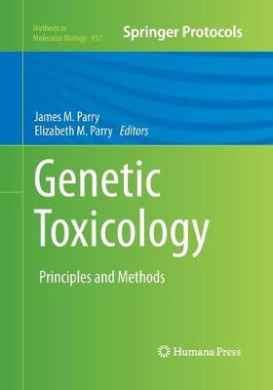 Methods in
Molecular Biology 817
Springer Protocols
James M. Parry
Elizabeth M. Parry Editors
Genetic
Toxicology
Principles and Methods
Humana Press